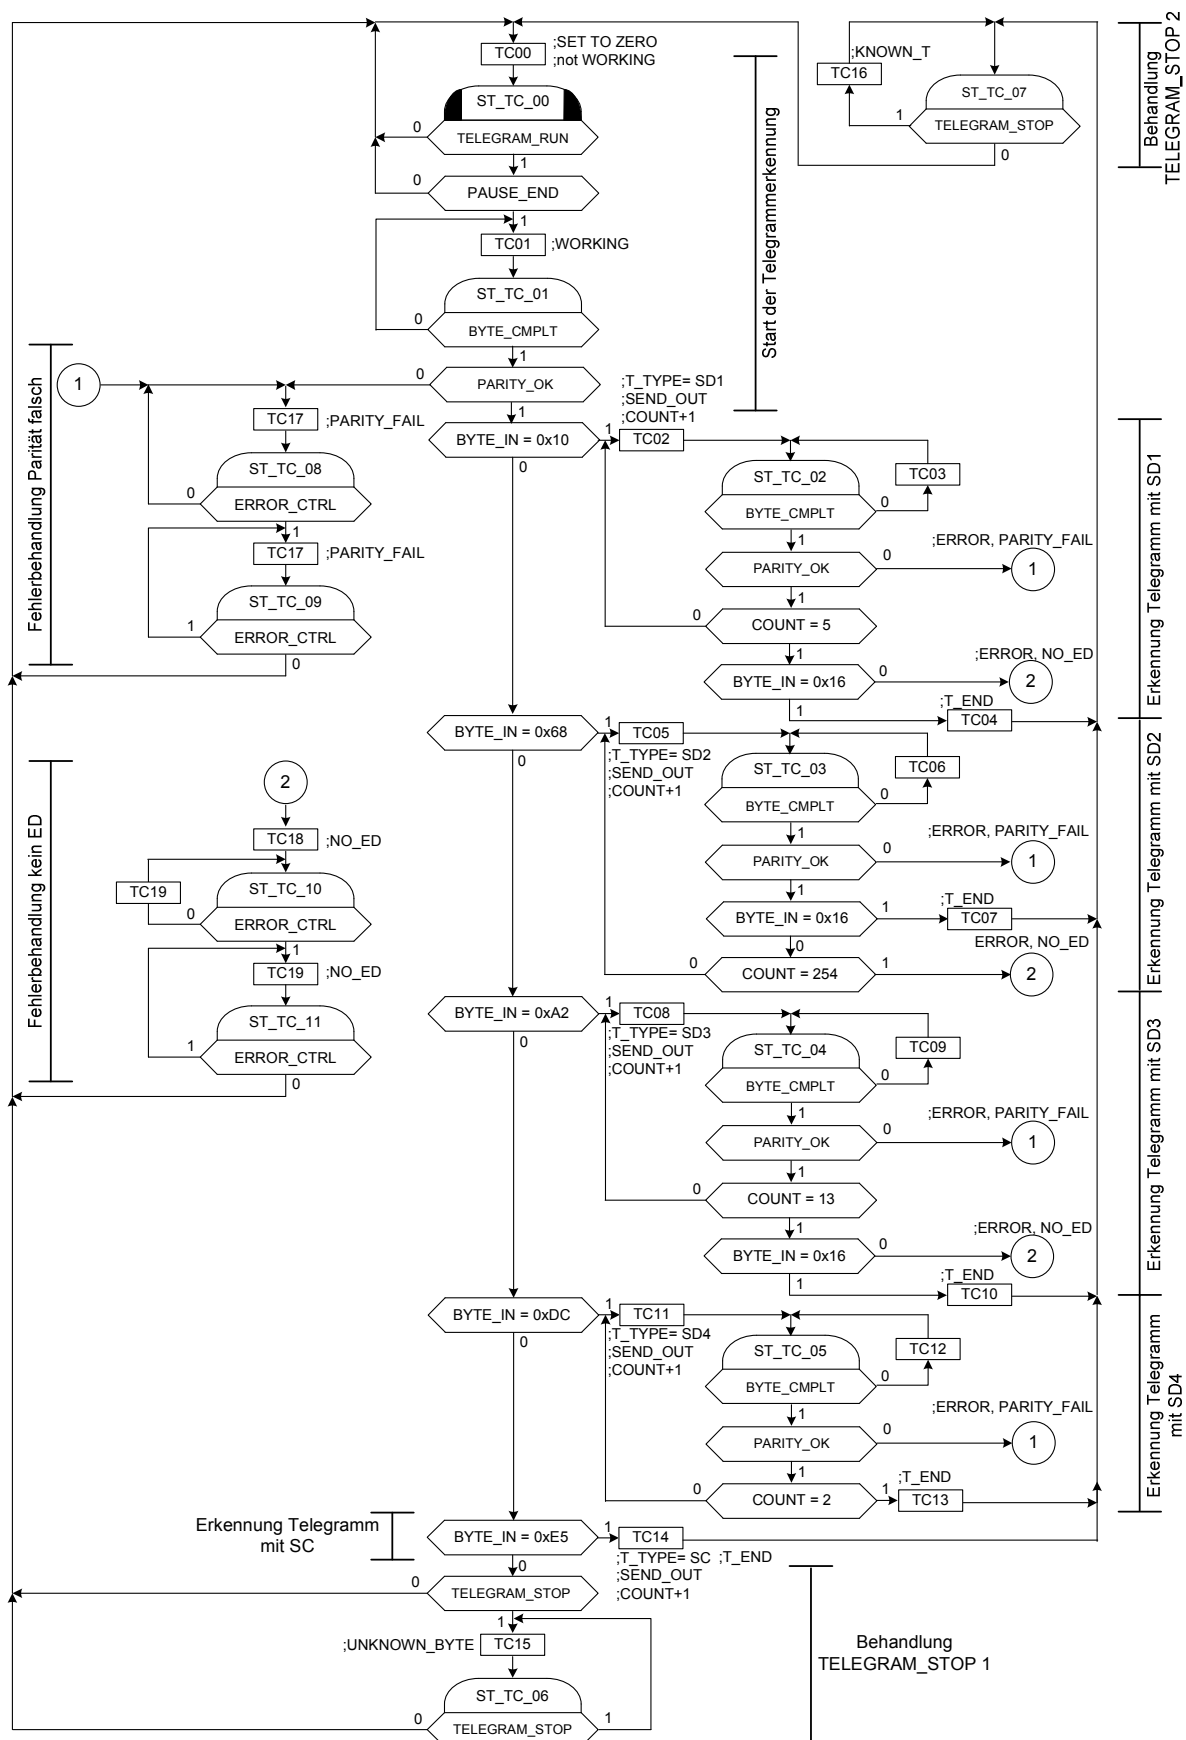 ;SET TO ZERO
;not WORKING
TC00
ST_TC_00
TELEGRAM_RUN
0
1
PAUSE_END
0
1
TC01
;WORKING
ST_TC_01
BYTE_CMPLT
0
1
PARITY_OK
0
1
Start der Telegrammerkennung
;KNOWN_T
TC16
ST_TC_07
TELEGRAM_STOP
1
0
Behandlung
TELEGRAM_STOP 2
Fehlerbehandlung Parität falsch
1
TC17
;PARITY_FAIL
ST_TC_08
ERROR_CTRL
0
1
TC17
;PARITY_FAIL
ST_TC_09
ERROR_CTRL
1
0
BYTE_IN = 0x10
1
0
;T_TYPE= SD1
;SEND_OUT
;COUNT+1
TC02
ST_TC_02
TC03
BYTE_CMPLT
0
1
PARITY_OK
0
;ERROR, PARITY_FAIL
1
1
COUNT = 5
0
1
BYTE_IN = 0x16
0
;ERROR, NO_ED
2
1
;T_END
TC04
Erkennung Telegramm mit SD1
BYTE_IN = 0x68
1
0
TC05
;T_TYPE= SD2
;SEND_OUT
;COUNT+1
ST_TC_03
TC06
BYTE_CMPLT
0
1
PARITY_OK
0
;ERROR, PARITY_FAIL
1
1
BYTE_IN = 0x16
1
;T_END
TC07
0
COUNT = 254
0
1
ERROR, NO_ED
2
Erkennung Telegramm mit SD2
Fehlerbehandlung kein ED
2
TC18
;NO_ED
TC19
ST_TC_10
ERROR_CTRL
0
1
TC19
;NO_ED
ST_TC_11
ERROR_CTRL
1
0
BYTE_IN = 0xA2
1
0
TC08
;T_TYPE= SD3
;SEND_OUT
;COUNT+1
ST_TC_04
TC09
BYTE_CMPLT
0
1
PARITY_OK
0
;ERROR, PARITY_FAIL
1
1
COUNT = 13
0
1
BYTE_IN = 0x16
0
;ERROR, NO_ED
2
1
;T_END
TC10
Erkennung Telegramm mit SD3
BYTE_IN = 0xDC
1
0
TC11
;T_TYPE= SD4
;SEND_OUT
;COUNT+1
ST_TC_05
TC12
BYTE_CMPLT
0
1
PARITY_OK
0
;ERROR, PARITY_FAIL
1
1
COUNT = 2
0
1
;T_END
TC13
Erkennung Telegramm
mit SD4
Erkennung Telegramm
mit SC
BYTE_IN = 0xE5
1
0
TC14
;T_TYPE= SC ;T_END
;SEND_OUT
;COUNT+1
TELEGRAM_STOP
0
1
;UNKNOWN_BYTE
TC15
ST_TC_06
TELEGRAM_STOP
0
1
Behandlung
TELEGRAM_STOP 1